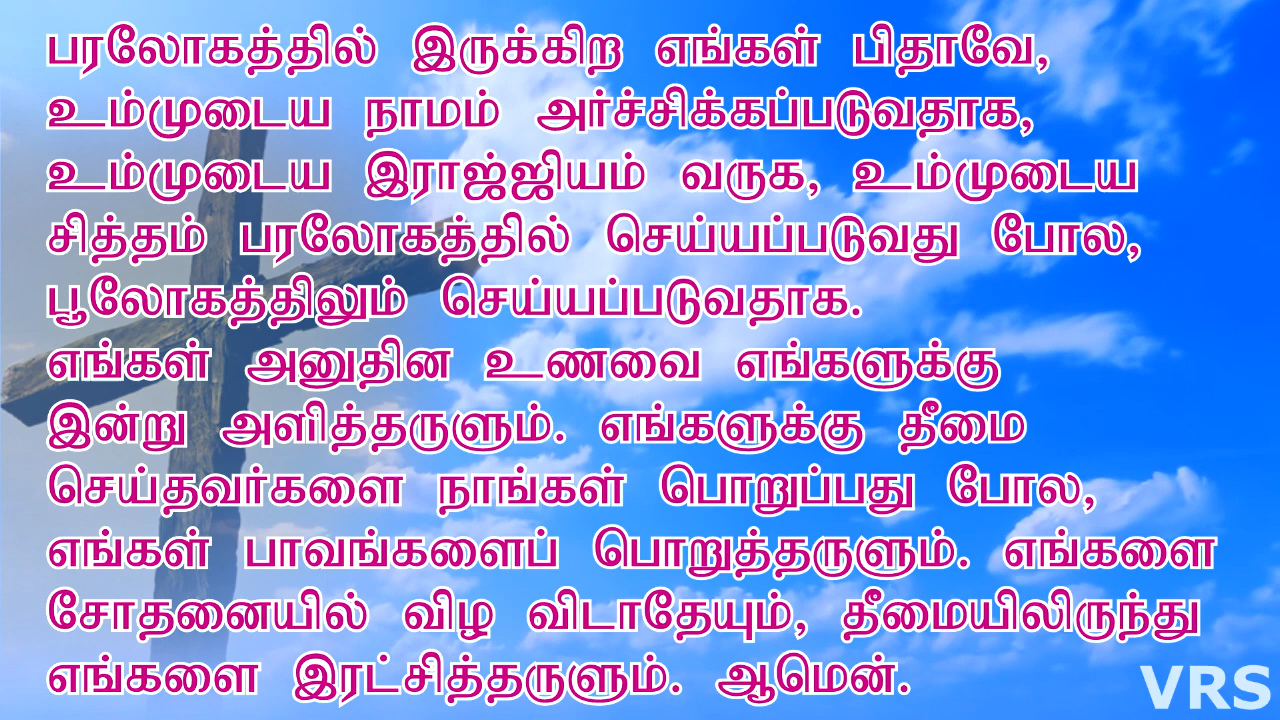 பரலோகத்தில் இருக்கிற எங்கள் பிதாவே,
உம்முடைய நாமம் அர்ச்சிக்கப்படுவதாக,
உம்முடைய இராஜ்ஜியம் வருக, உம்முடைய
சித்தம் பரலோகத்தில் செய்யப்படுவது போல,
பூலோகத்திலும் செய்யப்படுவதாக.
எங்கள் அனுதின உணவை எங்களுக்கு
இன்று அளித்தருளும். எங்களுக்கு தீமை
செய்தவர்களை நாங்கள் பொறுப்பது போல,
எங்கள் பாவங்களைப் பொறுத்தருளும். எங்களை
சோதனையில் விழ விடாதேயும், தீமையிலிருந்து
எங்களை இரட்சித்தருளும். ஆமென்.
VRS